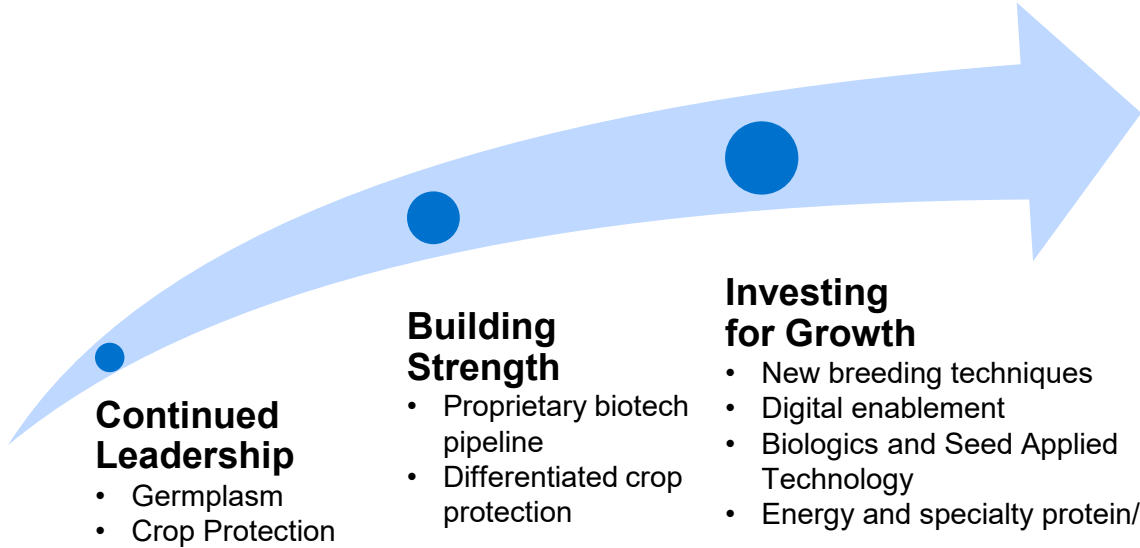 Continued
Leadership
• Germplasm
• Crop Protection
Building
Strength
• Proprietary biotech
pipeline
• Differentiated crop
protection
Investing
for Growth
• New breeding techniques
• Digital enablement
• Biologics and Seed Applied
Technology
• Energy and specialty protein/